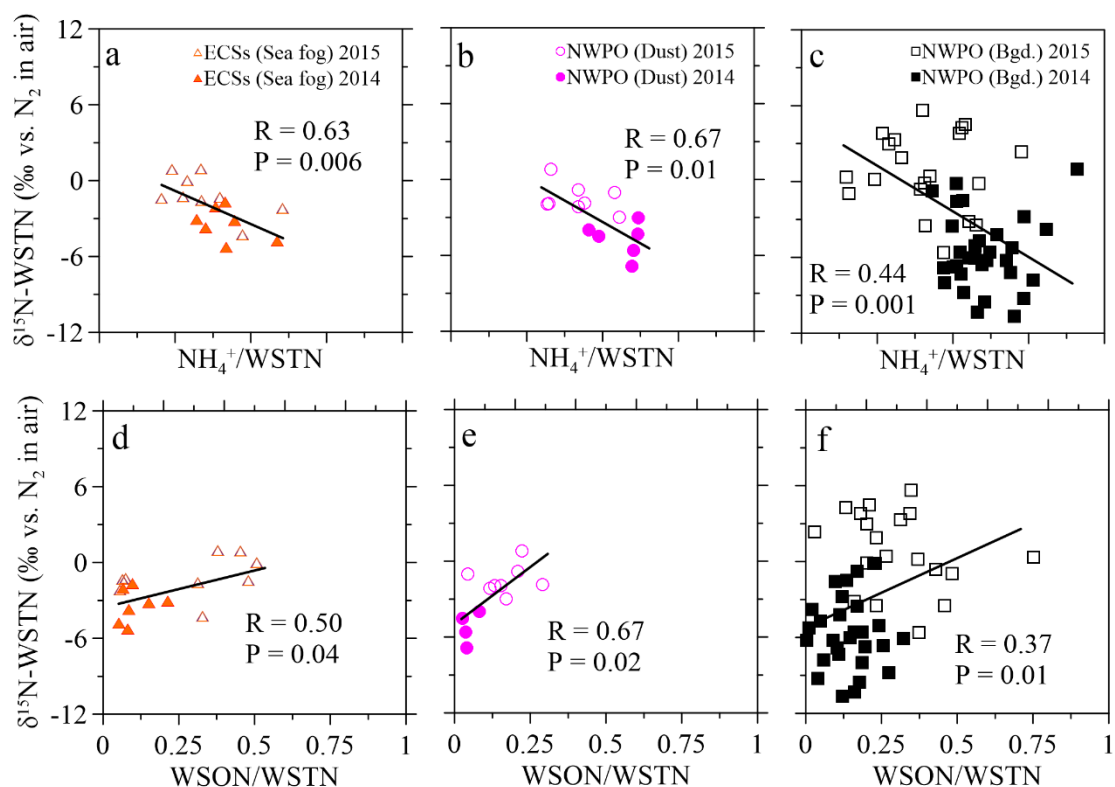 a
ECSs (Sea fog) 2015
ECSs (Sea fog) 2014
R = 0.63
P = 0.006
b
NWPO (Dust) 2015
NWPO (Dust) 2014
R = 0.67
P = 0.01
c
NWPO (Bgd.) 2015
NWPO (Bgd.) 2014
R = 0.44
P = 0.001
12
6
0
-6
-12
δ¹⁵N-WSTN (‰ vs. N₂ in air)
NH₄⁺/WSTN
NH₄⁺/WSTN
NH₄⁺/WSTN
d
R = 0.50
P = 0.04
e
R = 0.67
P = 0.02
f
R = 0.37
P = 0.01
12
6
0
-6
-12
δ¹⁵N-WSTN (‰ vs. N₂ in air)
0 0.25 0.5 0.75 1
0 0.25 0.5 0.75 1
0 0.25 0.5 0.75 1
WSON/WSTN
WSON/WSTN
WSON/WSTN